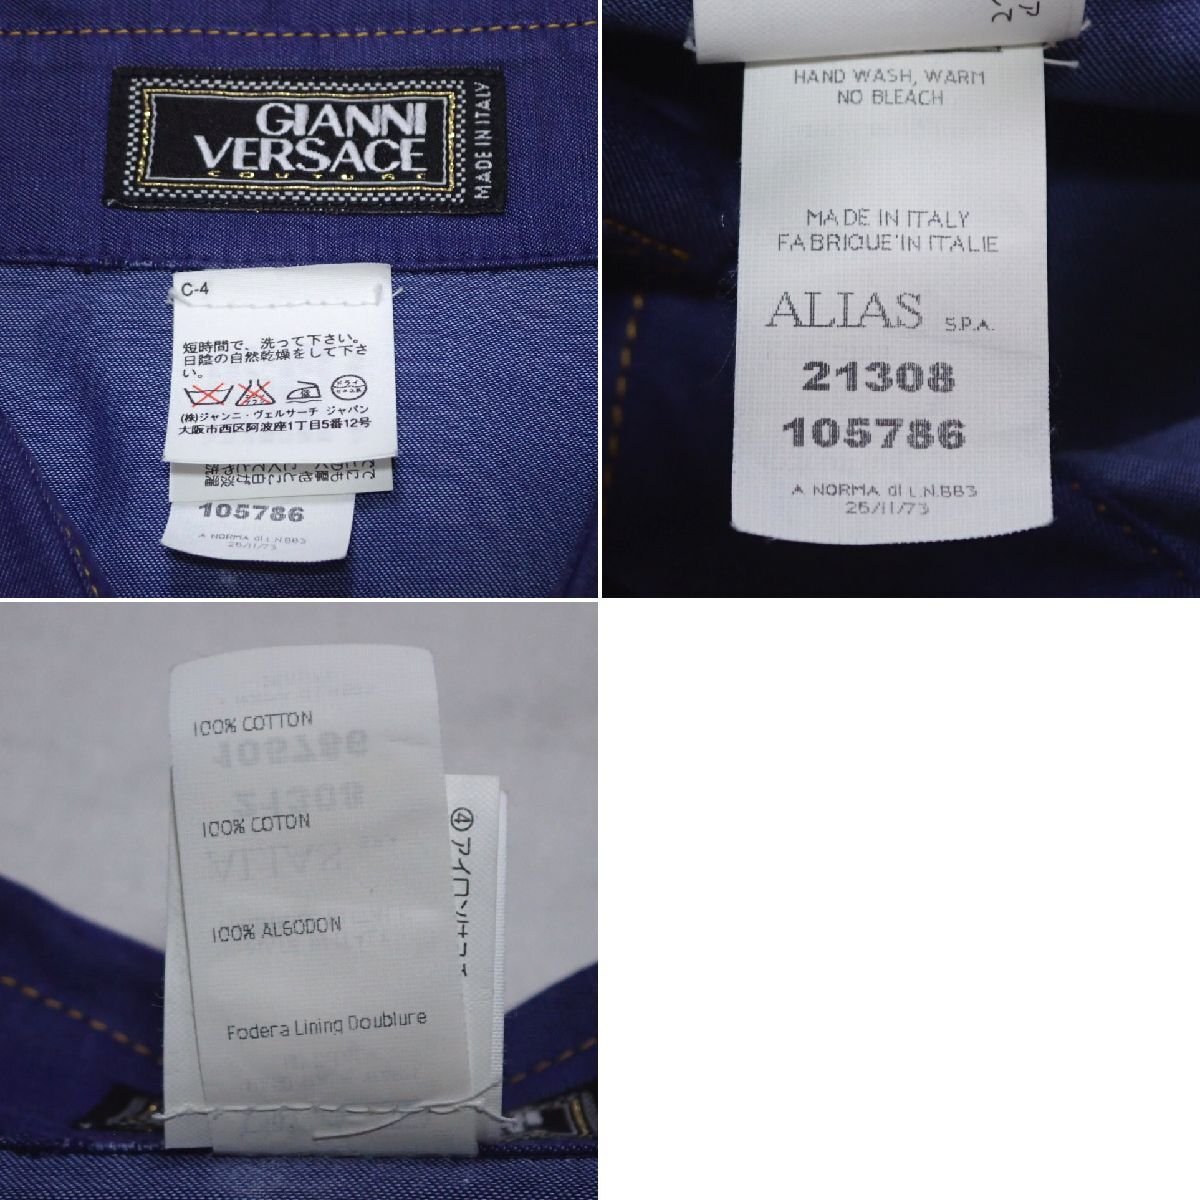 GIANNI
VERSACE
COUTURE
MADE IN ITALY
C-4
短時間で、洗って下さい。
日陰の自然乾燥をして下さ
い。
(株)ジャンニ・ヴェルサーチ ジャパン
大阪市西区阿波座1丁目5番12号
105786
A NORMA di L.N.883
26/11/73
HAND WASH, WARM
NO BLEACH
MADE IN ITALY
FABRIQUE'IN ITALIE
ALIAS S.P.A.
21308
105786
A NORMA di L.N.883
26/11/73
100% COTTON
100% COTON
100% ALGODON
Fodera Lining Doublure
④アイロン